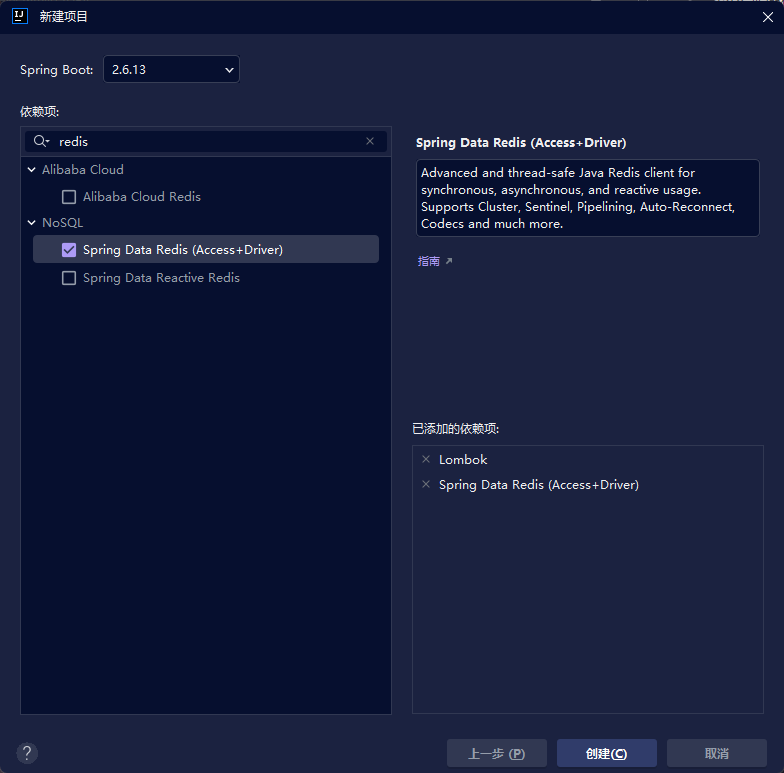 新建项目
Spring Boot:
2.6.13
依赖项:
redis
Alibaba Cloud
Alibaba Cloud Redis
NoSQL
Spring Data Redis (Access+Driver)
Spring Data Reactive Redis
Spring Data Redis (Access+Driver)
Advanced and thread-safe Java Redis client for
synchronous, asynchronous, and reactive usage.
Supports Cluster, Sentinel, Pipelining, Auto-Reconnect,
Codecs and much more.
指南
已添加的依赖项:
Lombok
Spring Data Redis (Access+Driver)
?
上一步 (P)
创建(C)
取消